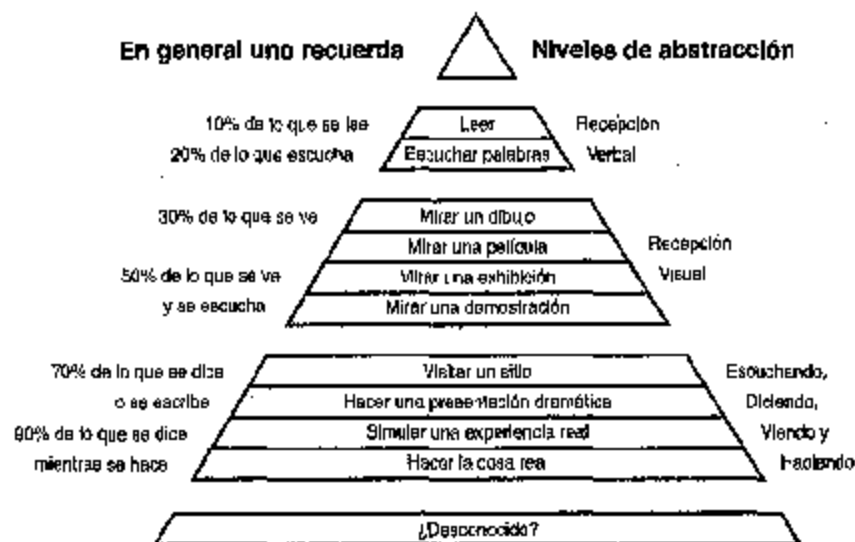 En general uno recuerda Niveles de abstracción
10% de lo que se lee Leer Recepción
20% de lo que escucha Escuchar palabras Verbal
30% de lo que se ve Mirar un dibujo
Mirar una película Recepción
50% de lo que se ve Mirar una exhibición Visual
y se escucha Mirar una demostración
70% de lo que se dice Visitar un sitio Escuchando,
o se escribe Hacer una presentación dramática Diciendo,
90% de lo que se dice Simular una experiencia real Viendo y
mientras se hace Hacer la cosa real Haciendo
¿Desconocido?